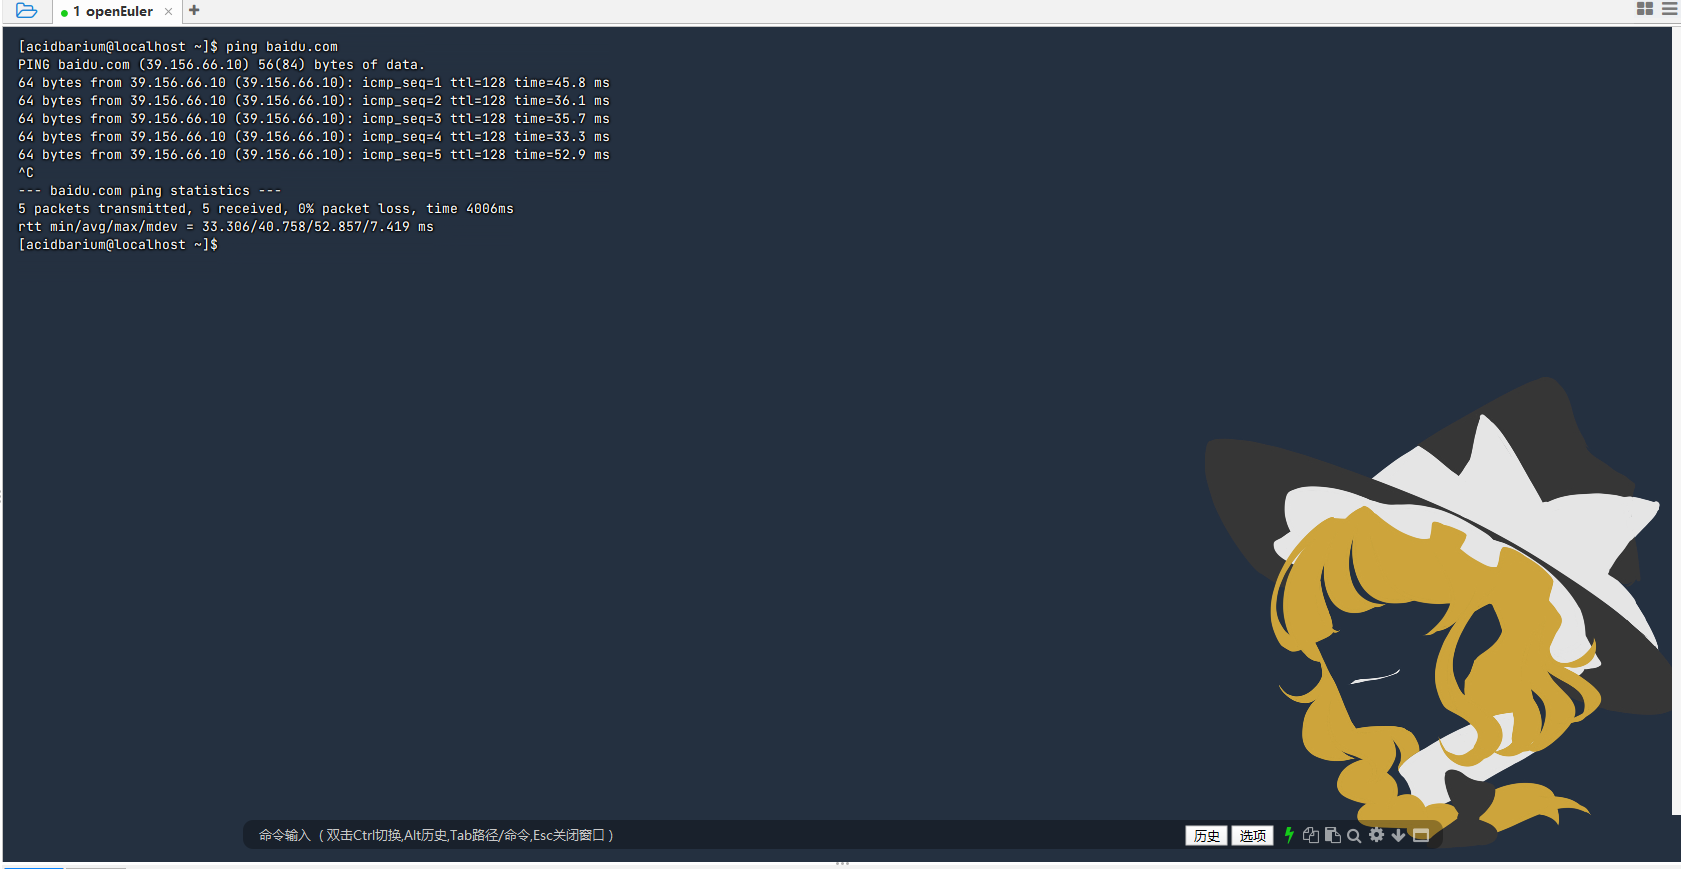 1 openEuler
[acidbarium@localhost ~]$ ping baidu.com
PING baidu.com (39.156.66.10) 56(84) bytes of data.
64 bytes from 39.156.66.10 (39.156.66.10): icmp_seq=1 ttl=128 time=45.8 ms
64 bytes from 39.156.66.10 (39.156.66.10): icmp_seq=2 ttl=128 time=36.1 ms
64 bytes from 39.156.66.10 (39.156.66.10): icmp_seq=3 ttl=128 time=35.7 ms
64 bytes from 39.156.66.10 (39.156.66.10): icmp_seq=4 ttl=128 time=33.3 ms
64 bytes from 39.156.66.10 (39.156.66.10): icmp_seq=5 ttl=128 time=52.9 ms
^C
--- baidu.com ping statistics ---
5 packets transmitted, 5 received, 0% packet loss, time 4006ms
rtt min/avg/max/mdev = 33.306/40.758/52.857/7.419 ms
[acidbarium@localhost ~]$
命令输入 (双击Ctrl切换,Alt历史,Tab路径/命令,Esc关闭窗口) 历史 选项